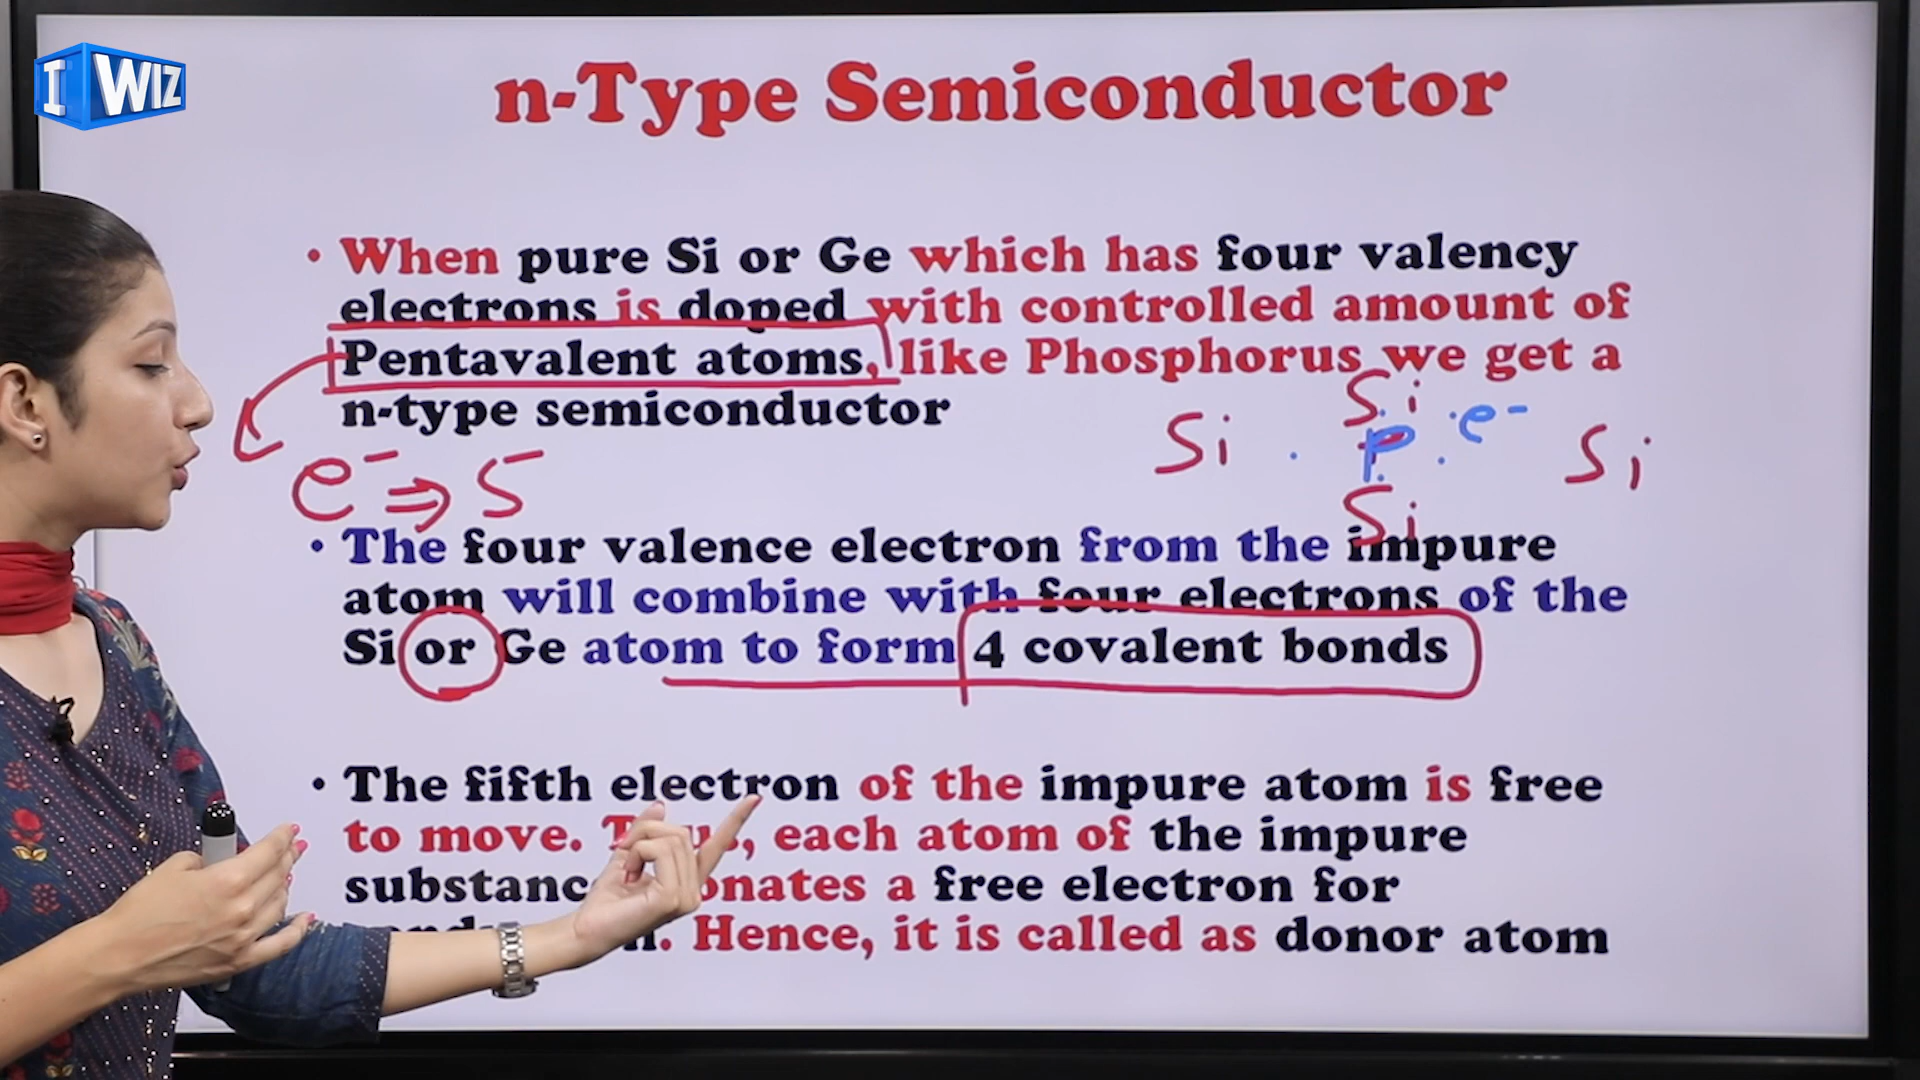 I WIZ
n-Type Semiconductor
• When pure Si or Ge which has four valency
electrons is doped with controlled amount of
Pentavalent atoms, like Phosphorus we get a
n-type semiconductor
Si
Si P e⁻ Si
Si
e⁻ ⇒ 5
• The four valence electron from the impure
atom will combine with four electrons of the
Si or Ge atom to form 4 covalent bonds
• The fifth electron of the impure atom is free
to move. each atom of the impure
a free electron for
Hence, it is called as donor atom